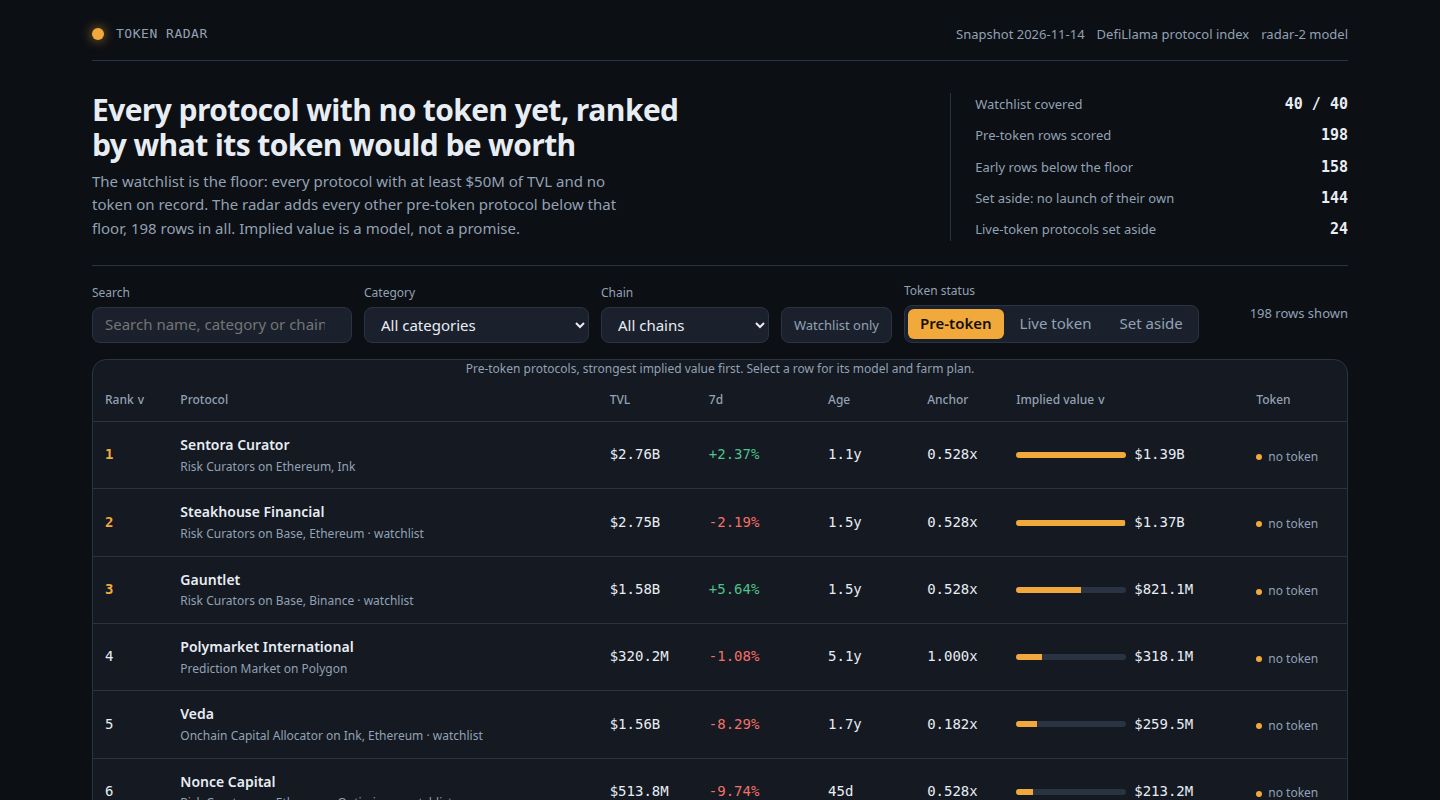 TOKEN RADAR
Snapshot 2026-11-14 DefiLlama protocol index radar-2 model
Every protocol with no token yet, ranked
by what its token would be worth
The watchlist is the floor: every protocol with at least $50M of TVL and no
token on record. The radar adds every other pre-token protocol below that
floor, 198 rows in all. Implied value is a model, not a promise.
Watchlist covered 40 / 40
Pre-token rows scored 198
Early rows below the floor 158
Set aside: no launch of their own 144
Live-token protocols set aside 24
Search Category Chain Token status
Search name, category or chain All categories All chains Watchlist only Pre-token Live token Set aside 198 rows shown
Pre-token protocols, strongest implied value first. Select a row for its model and farm plan.
Rank v Protocol TVL 7d Age Anchor Implied value v Token
1 Sentora Curator $2.76B +2.37% 1.1y 0.528x $1.39B no token
Risk Curators on Ethereum, Ink
2 Steakhouse Financial $2.75B -2.19% 1.5y 0.528x $1.37B no token
Risk Curators on Base, Ethereum · watchlist
3 Gauntlet $1.58B +5.64% 1.5y 0.528x $821.1M no token
Risk Curators on Base, Binance · watchlist
4 Polymarket International $320.2M -1.08% 5.1y 1.000x $318.1M no token
Prediction Market on Polygon
5 Veda $1.56B -8.29% 1.7y 0.182x $259.5M no token
Onchain Capital Allocator on Ink, Ethereum · watchlist
6 Nonce Capital $513.8M -9.74% 45d 0.528x $213.2M no token